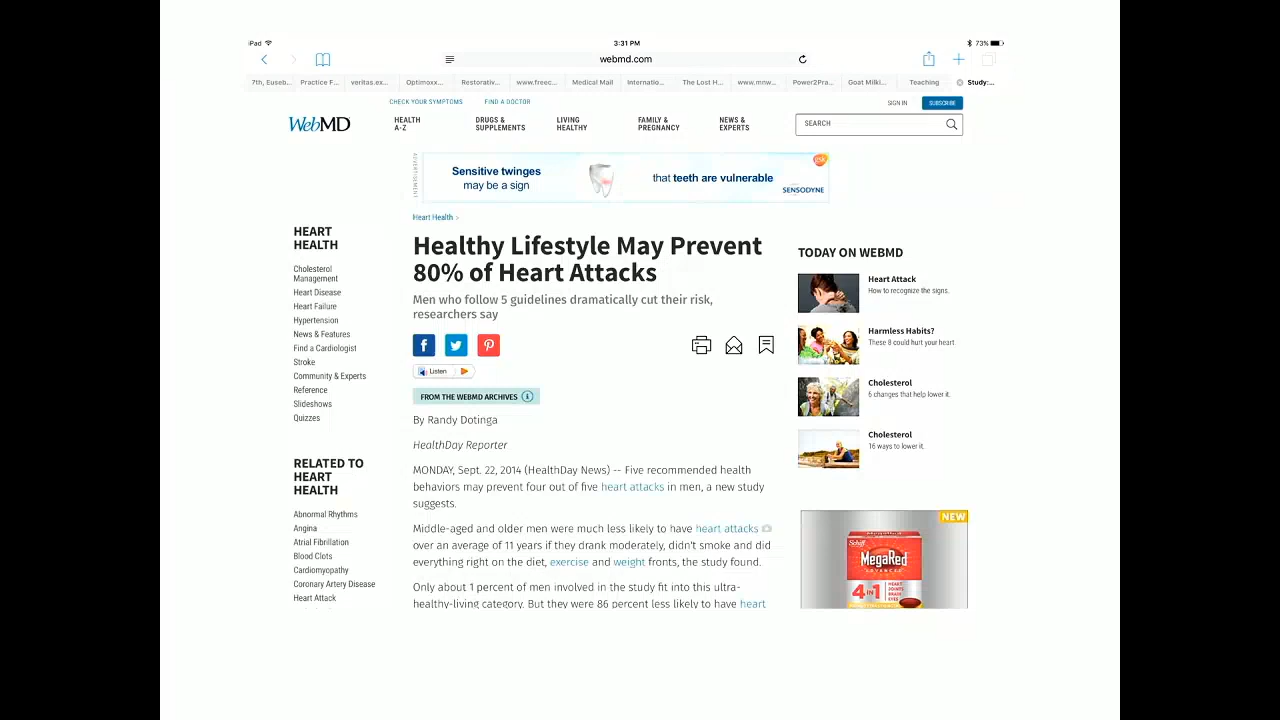 iPad
3:31 PM
73%
webmd.com
7th, Euseb...
Practice F...
veritas.ex...
Optimoxx...
Restorativ...
www.freec...
Medical Mail
Internatio...
The Lost H...
www.mnw...
Power2Pra...
Goat Milki...
Teaching
Study:...
CHECK YOUR SYMPTOMS
FIND A DOCTOR
SIGN IN
SUBSCRIBE
WebMD
HEALTH
A-Z
DRUGS &
SUPPLEMENTS
LIVING
HEALTHY
FAMILY &
PREGNANCY
NEWS &
EXPERTS
SEARCH
ADVERTISEMENT
Sensitive twinges
may be a sign
that teeth are vulnerable
gsk
SENSODYNE
Heart Health >
HEART
HEALTH
Cholesterol
Management
Heart Disease
Heart Failure
Hypertension
News & Features
Find a Cardiologist
Stroke
Community & Experts
Reference
Slideshows
Quizzes
RELATED TO
HEART
HEALTH
Abnormal Rhythms
Angina
Atrial Fibrillation
Blood Clots
Cardiomyopathy
Coronary Artery Disease
Heart Attack
Healthy Lifestyle May Prevent
80% of Heart Attacks
Men who follow 5 guidelines dramatically cut their risk,
researchers say
Listen
FROM THE WEBMD ARCHIVES
By Randy Dotinga
HealthDay Reporter
MONDAY, Sept. 22, 2014 (HealthDay News) -- Five recommended health
behaviors may prevent four out of five heart attacks in men, a new study
suggests.
Middle-aged and older men were much less likely to have heart attacks
over an average of 11 years if they drank moderately, didn't smoke and did
everything right on the diet, exercise and weight fronts, the study found.
Only about 1 percent of men involved in the study fit into this ultra-
healthy-living category. But they were 86 percent less likely to have heart
TODAY ON WEBMD
Heart Attack
How to recognize the signs.
Harmless Habits?
These 8 could hurt your heart.
Cholesterol
6 changes that help lower it.
Cholesterol
16 ways to lower it.
NEW
Schiff
MegaRed
ADVANCED
4 IN 1
HEART
JOINTS
BRAIN
EYES